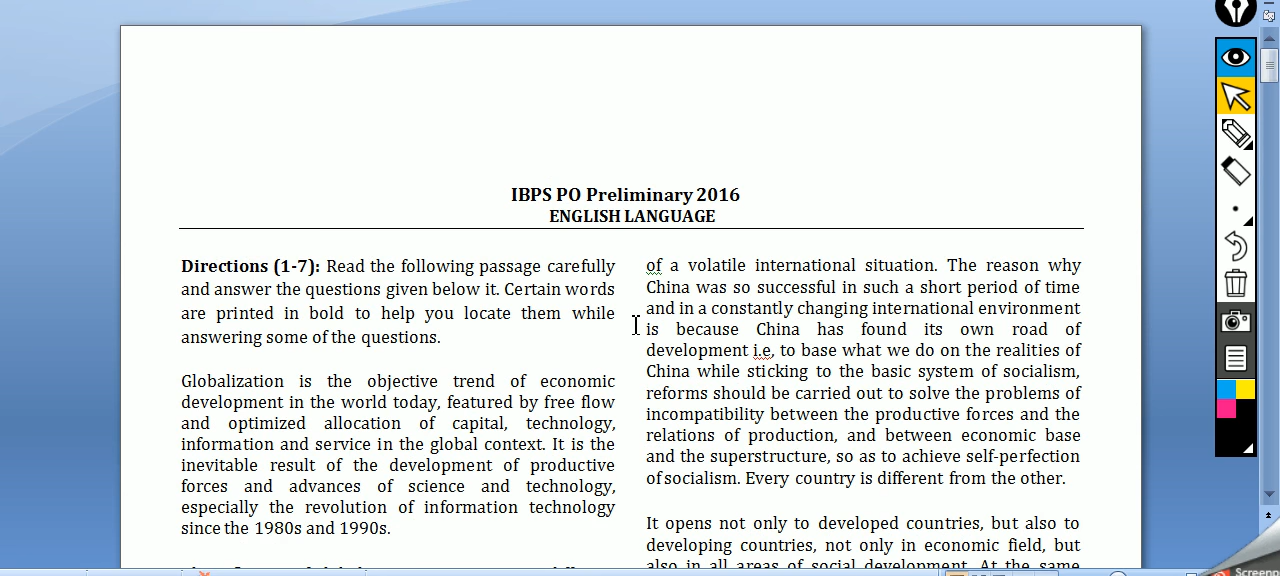 IBPS PO Preliminary 2016
ENGLISH LANGUAGE
Directions (1-7): Read the following passage carefully
and answer the questions given below it. Certain words
are printed in bold to help you locate them while
answering some of the questions.
Globalization is the objective trend of economic
development in the world today, featured by free flow
and optimized allocation of capital, technology,
information and service in the global context. It is the
inevitable result of the development of productive
forces and advances of science and technology,
especially the revolution of information technology
since the 1980s and 1990s.
of a volatile international situation. The reason why
China was so successful in such a short period of time
and in a constantly changing international environment
is because China has found its own road of
development i.e, to base what we do on the realities of
China while sticking to the basic system of socialism,
reforms should be carried out to solve the problems of
incompatibility between the productive forces and the
relations of production, and between economic base
and the superstructure, so as to achieve self-perfection
of socialism. Every country is different from the other.
It opens not only to developed countries, but also to
developing countries, not only in economic field, but
also in all areas of social development. At the same